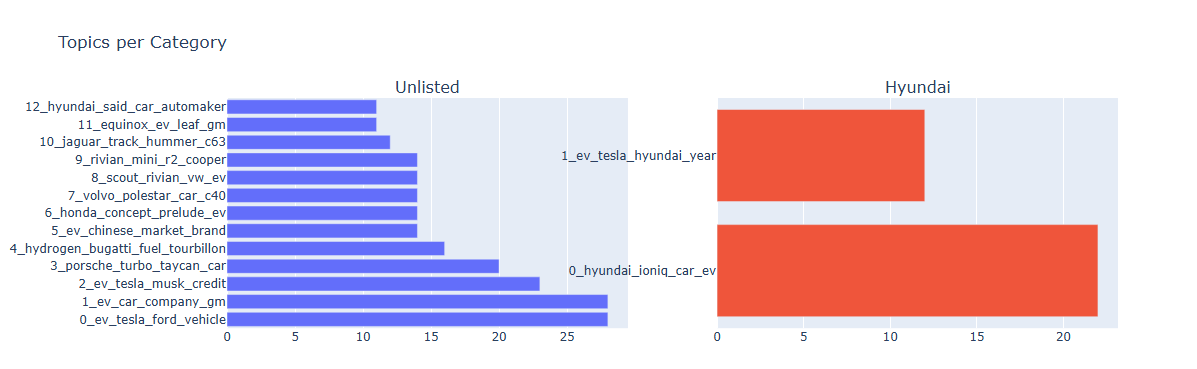 Topics per Category
Unlisted
12_hyundai_said_car_automaker
11_equinox_ev_leaf_gm
10_jaguar_track_hummer_c63
9_rivian_mini_r2_cooper
8_scout_rivian_vw_ev
7_volvo_polestar_car_c40
6_honda_concept_prelude_ev
5_ev_chinese_market_brand
4_hydrogen_bugatti_fuel_tourbillon
3_porsche_turbo_taycan_car
2_ev_tesla_musk_credit
1_ev_car_company_gm
0_ev_tesla_ford_vehicle
0 5 10 15 20 25
Hyundai
1_ev_tesla_hyundai_year
0_hyundai_ioniq_car_ev
0 5 10 15 20